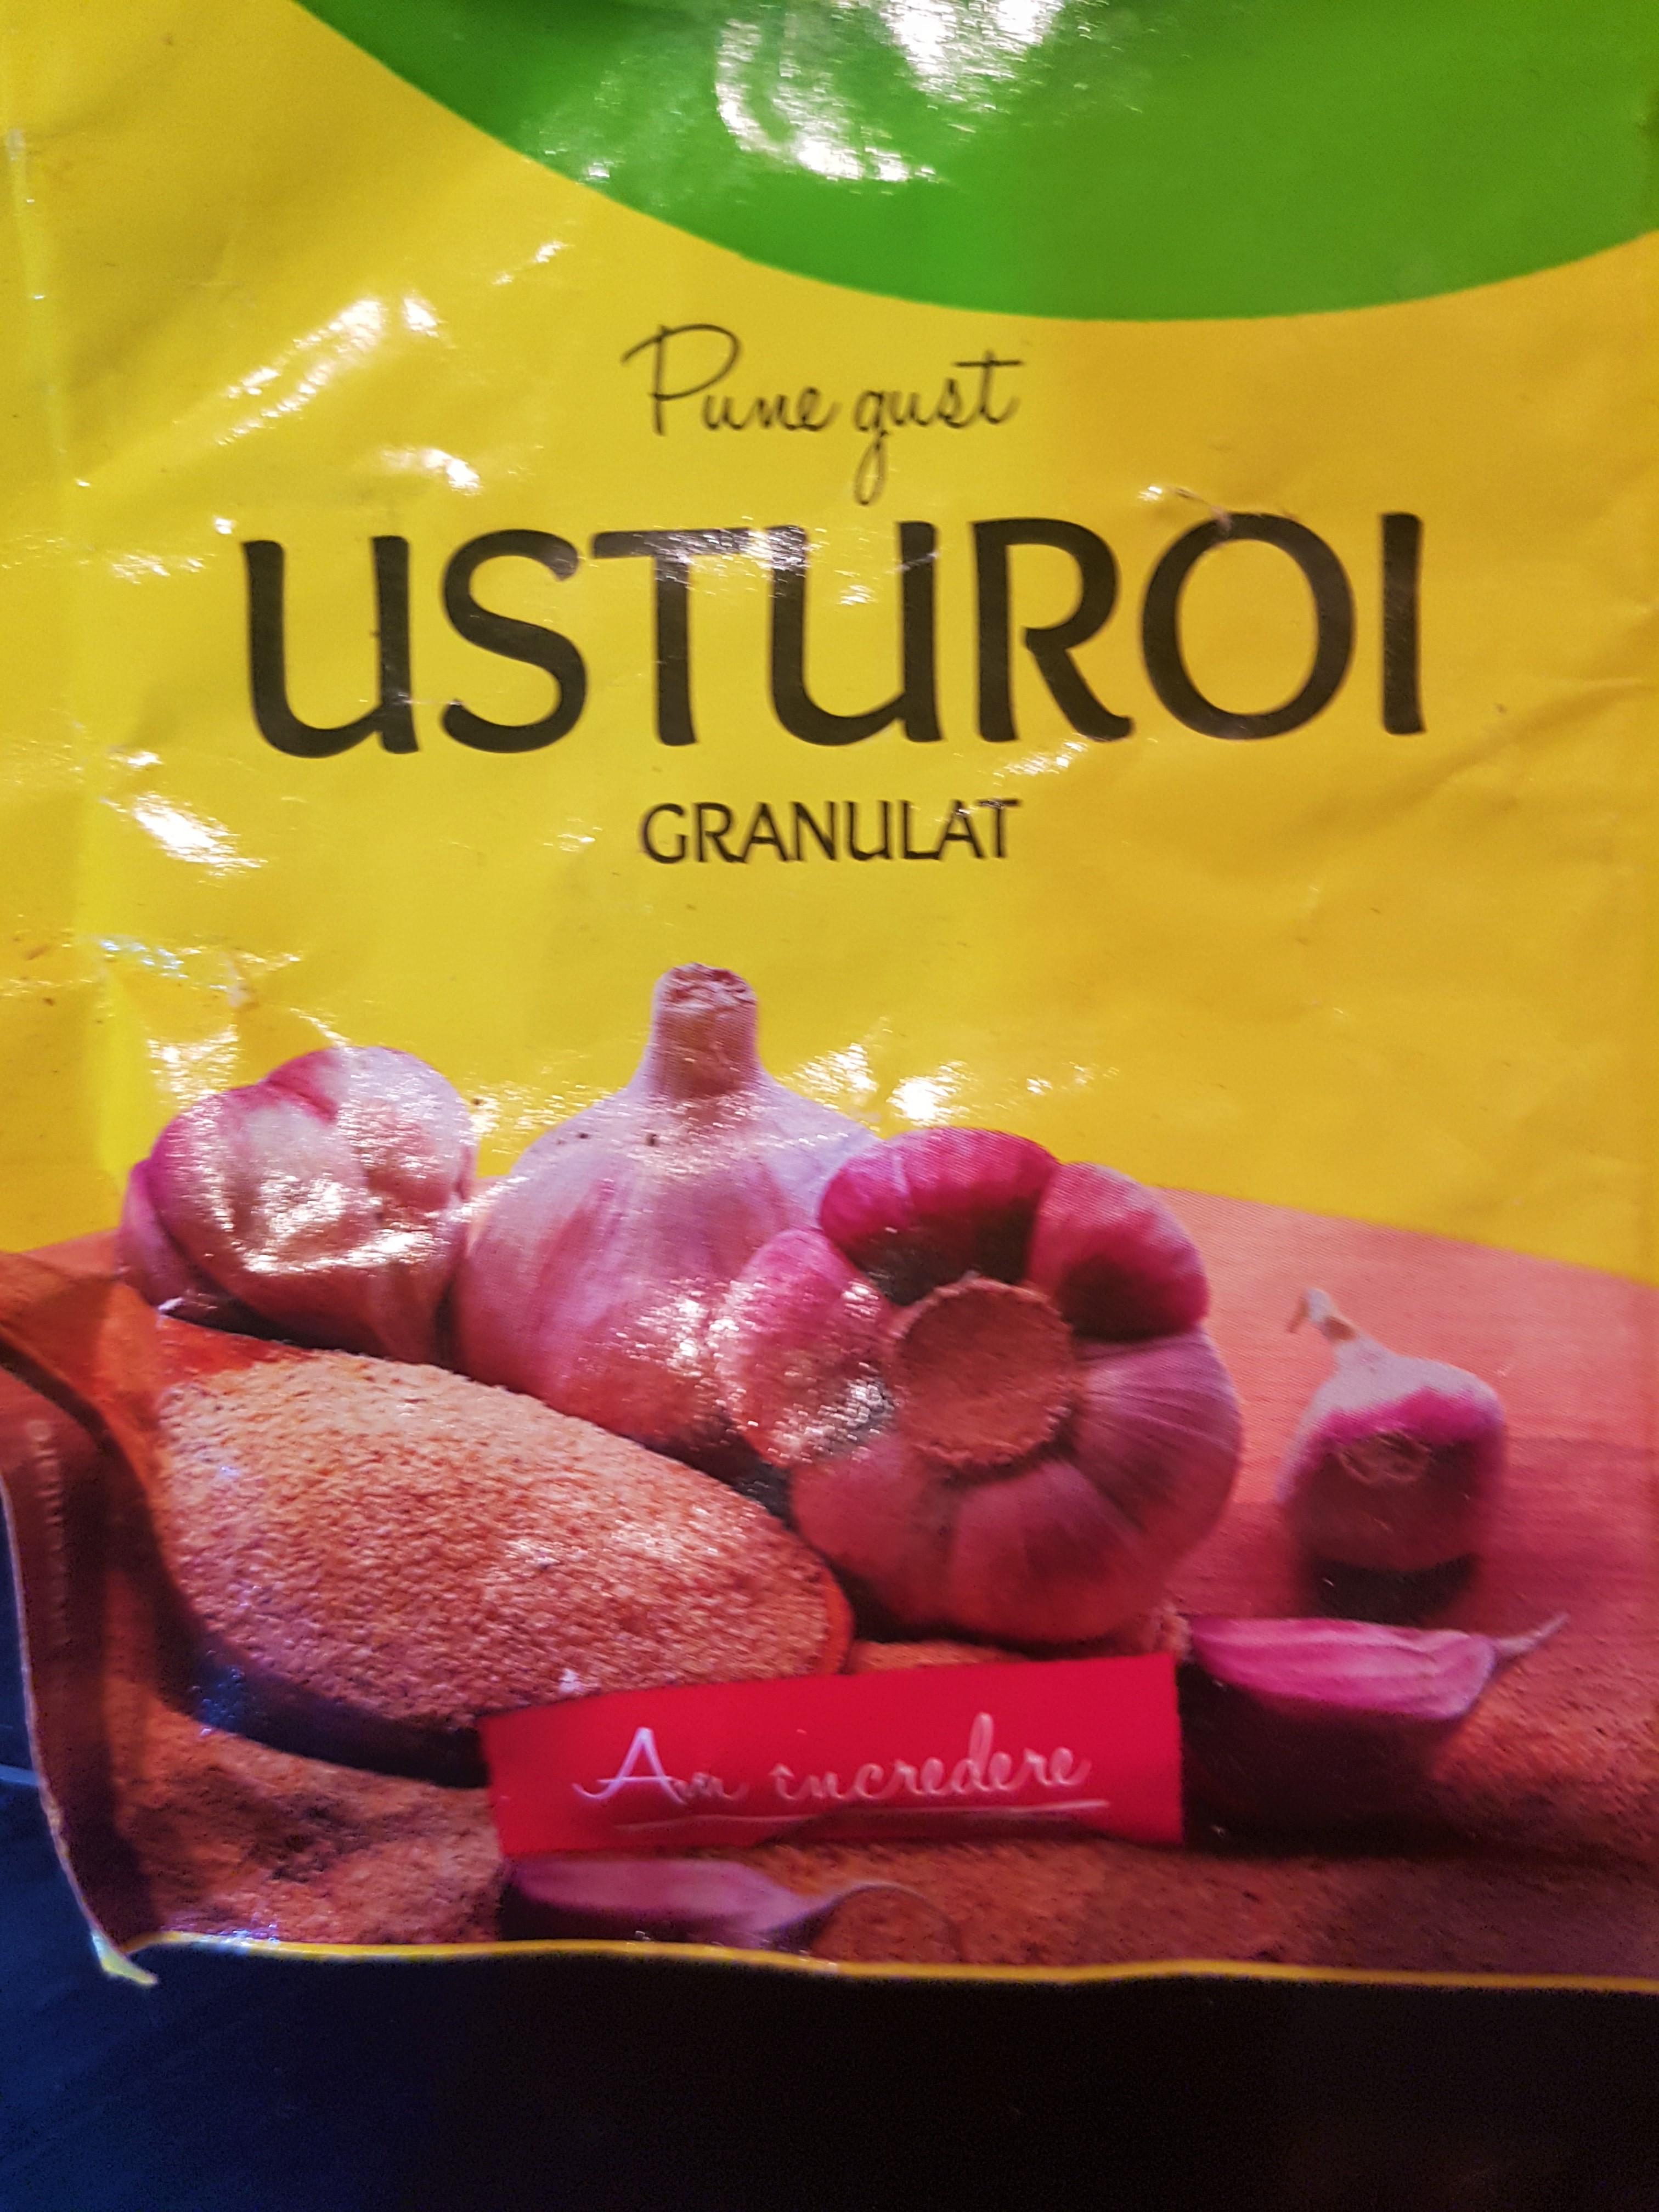 Pune gust
USTUROI
GRANULAT
Am încredere